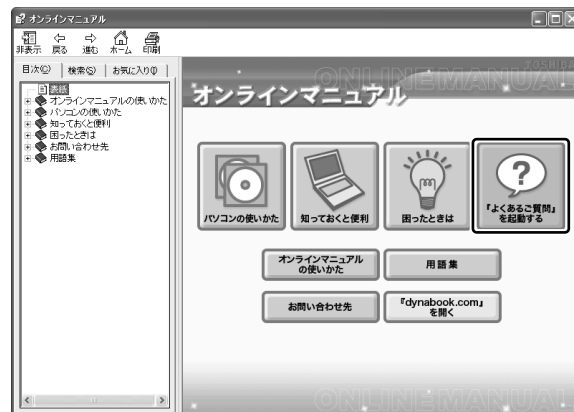 オンラインマニュアル
非表示 戻る 進む ホーム 印刷
目次(C) 検索(S) お気に入り(I)
表紙
オンラインマニュアルの使いかた
パソコンの使いかた
知っておくと便利
困ったときは
お問い合わせ先
用語集
TOSHIBA
ONLINE MANUAL
オンラインマニュアル
パソコンの使いかた
知っておくと便利
困ったときは
?
『よくあるご質問』
を起動する
オンラインマニュアル
の使いかた
用語集
お問い合わせ先
『dynabook.com』
を開く
ONLINE MANUAL